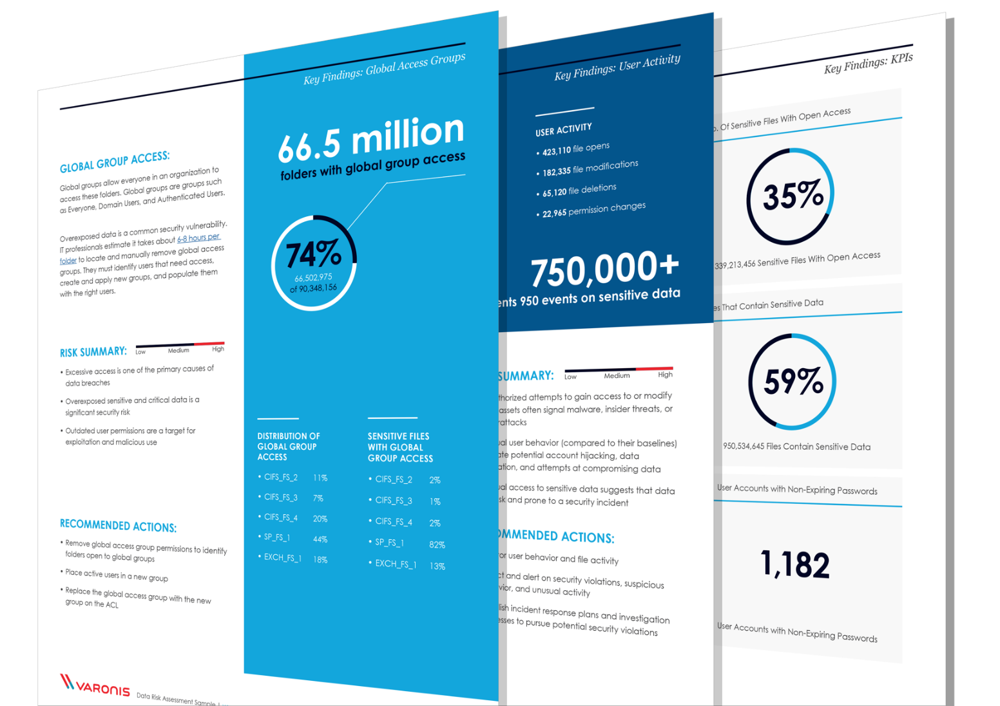 Key Findings: Global Access Groups
GLOBAL GROUP ACCESS:
Global groups allow everyone in an organization to
access these folders. Global groups are groups such
as Everyone, Domain Users, and Authenticated Users.
Overexposed data is a common security vulnerability.
IT professionals estimate it takes about 6-8 hours per
folder to locate and manually remove global access
groups. They must identify users that need access,
create and apply new groups, and populate them
with the right users.
RISK SUMMARY:
Low Medium High
• Excessive access is one of the primary causes of
data breaches
• Overexposed sensitive and critical data is a
significant security risk
• Outdated user permissions are a target for
exploitation and malicious use
RECOMMENDED ACTIONS:
• Remove global access group permissions to identify
folders open to global groups
• Place active users in a new group
• Replace the global access group with the new
group on the ACL
VARONIS
Data Risk Assessment Sample
66.5 million
folders with global group access
74%
66,502,975
of 90,348,156
DISTRIBUTION OF
GLOBAL GROUP
ACCESS
• CIFS_FS_2 11%
• CIFS_FS_3 7%
• CIFS_FS_4 20%
• SP_FS_1 44%
• EXCH_FS_1 18%
SENSITIVE FILES
WITH GLOBAL
GROUP ACCESS
• CIFS_FS_2 2%
• CIFS_FS_3 1%
• CIFS_FS_4 2%
• SP_FS_1 82%
• EXCH_FS_1 13%
Key Findings: User Activity
USER ACTIVITY
• 423,110 file opens
• 182,335 file modifications
• 65,120 file deletions
• 22,965 permission changes
750,000+
950 events on sensitive data
SUMMARY:
Low Medium High
attempts to gain access to or modify
assets often signal malware, insider threats, or
user behavior (compared to their baselines)
potential account hijacking, data
and attempts at compromising data
access to sensitive data suggests that data
and prone to a security incident
ACTIONS:
user behavior and file activity
and alert on security violations, suspicious
and unusual activity
incident response plans and investigation
to pursue potential security violations
Key Findings: KPIs
Of Sensitive Files With Open Access
35%
339,213,456 Sensitive Files With Open Access
That Contain Sensitive Data
59%
950,534,645 Files Contain Sensitive Data
User Accounts with Non-Expiring Passwords
1,182
User Accounts with Non-Expiring Passwords